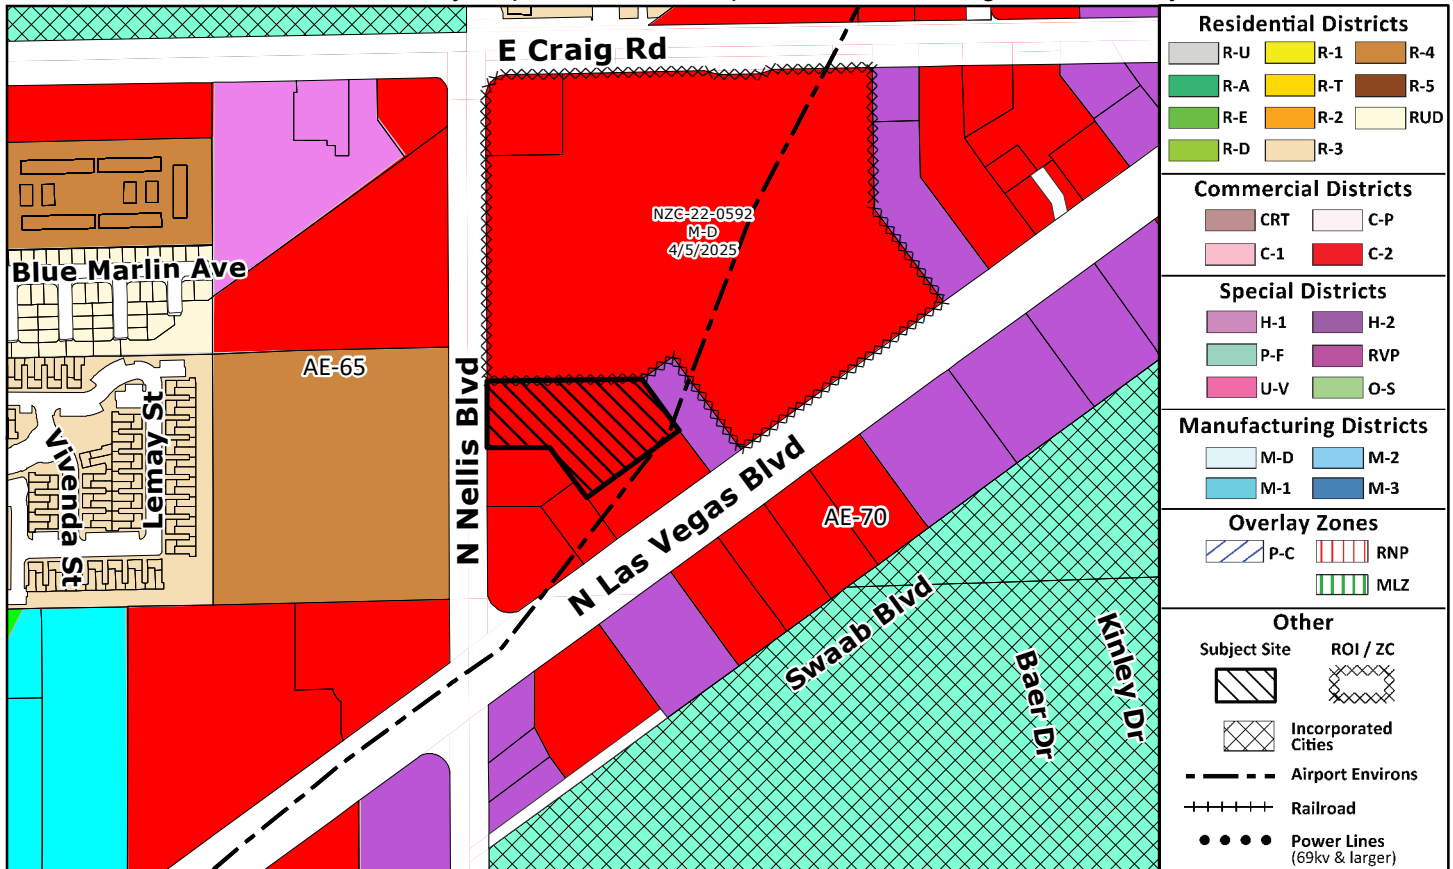 E Craig Rd
NZC-22-0592
M-D
4/5/2025
Blue Marlin Ave
AE-65
N Nellis Blvd
Lemay St
Vivenda St
N Las Vegas Blvd
AE-70
Swaab Blvd
Baer Dr
Kinley Dr
Residential Districts
R-U R-1 R-4
R-A R-T R-5
R-E R-2 RUD
R-D R-3
Commercial Districts
CRT C-P
C-1 C-2
Special Districts
H-1 H-2
P-F RVP
U-V O-S
Manufacturing Districts
M-D M-2
M-1 M-3
Overlay Zones
P-C RNP
MLZ
Other
Subject Site ROI / ZC
Incorporated
Cities
Airport Environs
Railroad
Power Lines
(69kv & larger)